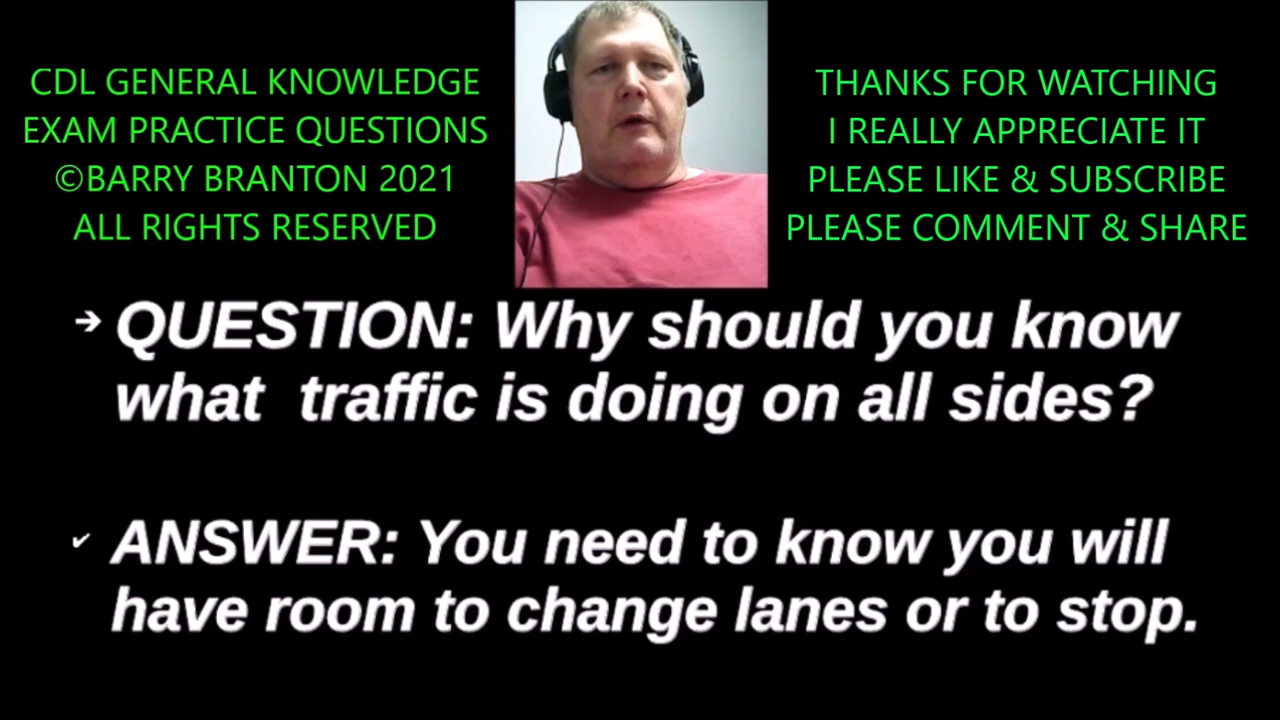 CDL GENERAL KNOWLEDGE
EXAM PRACTICE QUESTIONS
©BARRY BRANTON 2021
ALL RIGHTS RESERVED
THANKS FOR WATCHING
I REALLY APPRECIATE IT
PLEASE LIKE & SUBSCRIBE
PLEASE COMMENT & SHARE
➔ QUESTION: Why should you know
what traffic is doing on all sides?
✔ ANSWER: You need to know you will
have room to change lanes or to stop.